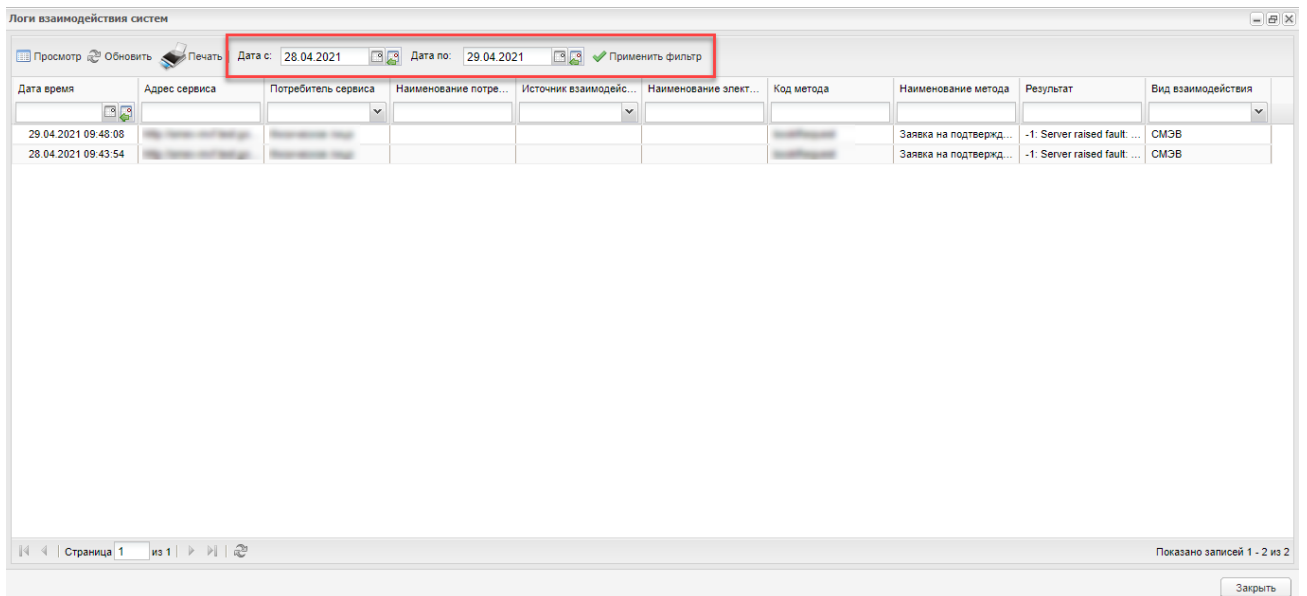 Логи взаимодействия систем
Просмотр Обновить Печать Дата с: 28.04.2021 Дата по: 29.04.2021 Применить фильтр
Дата время Адрес сервиса Потребитель сервиса Наименование потре... Источник взаимодейс... Наименование элект... Код метода Наименование метода Результат Вид взаимодействия
29.04.2021 09:48:08 Заявка на подтвержд... -1: Server raised fault: ... СМЭВ
28.04.2021 09:43:54 Заявка на подтвержд... -1: Server raised fault: ... СМЭВ
Страница 1 из 1 Показано записей 1 - 2 из 2
Закрыть